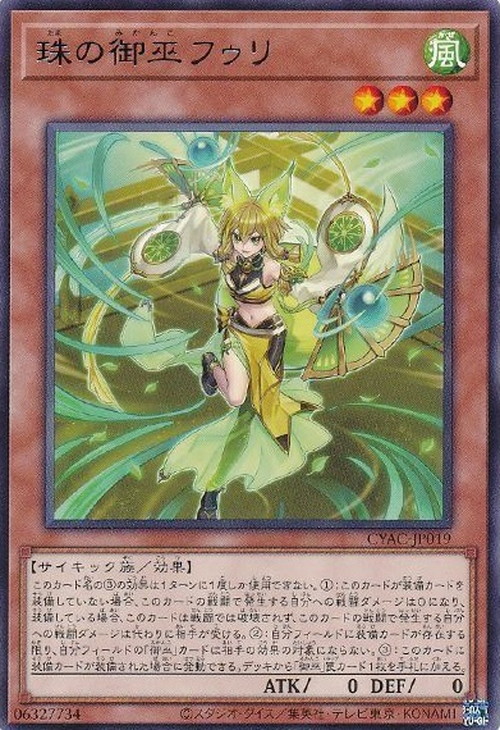 珠の御巫フゥリ
風
CYAC-JP019
【サイキック族／効果】
このカード名の③の効果は1ターンに1度しか使用できない。①：このカードが装備カードを
装備していない場合、このカードの戦闘で発生する自分への戦闘ダメージは0になり、
装備している場合、このカードは戦闘では破壊されず、このカードの戦闘で発生する自分
への戦闘ダメージは代わりに相手が受ける。②：自分フィールドに装備カードが存在する
限り、自分フィールドの「御巫」カードは相手の効果の対象にならない。③：このカードに
装備カードが装備された場合に発動できる。デッキから「御巫」罠カード1枚を手札に加える。
ATK/ 0 DEF/ 0
06327734 ©スタジオ・ダイス／集英社・テレビ東京・KONAMI